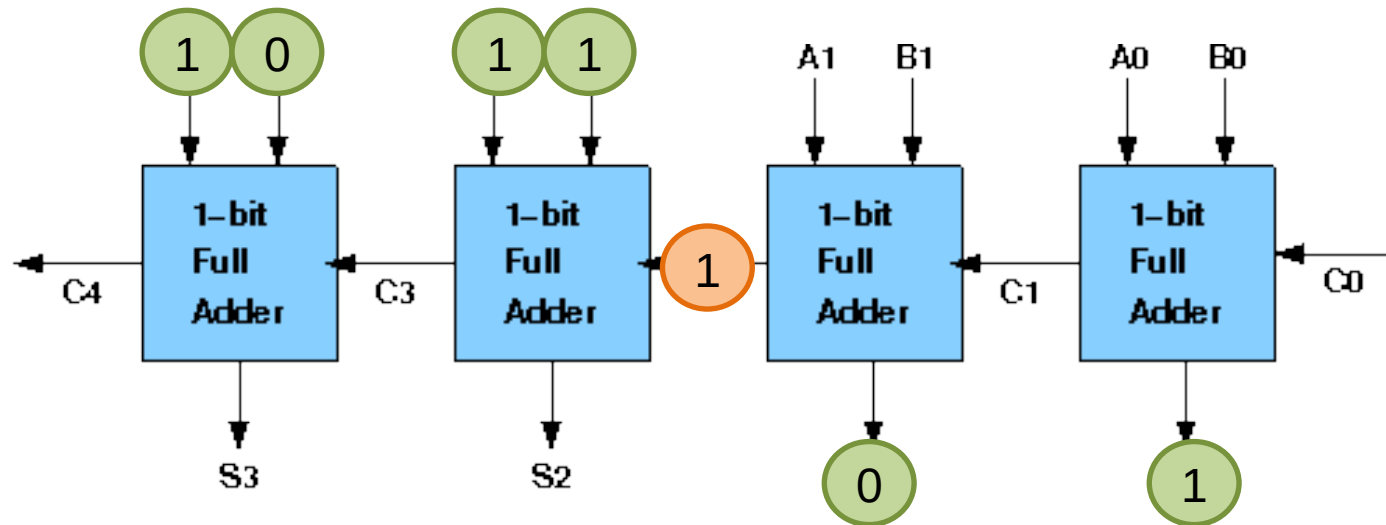 1 0 1 1 A1 B1 A0 B0
1-bit 1-bit 1-bit 1-bit
Full Full 1 Full Full
C4 C3 C1 C0
Adder Adder Adder Adder
S3 S2 0 1